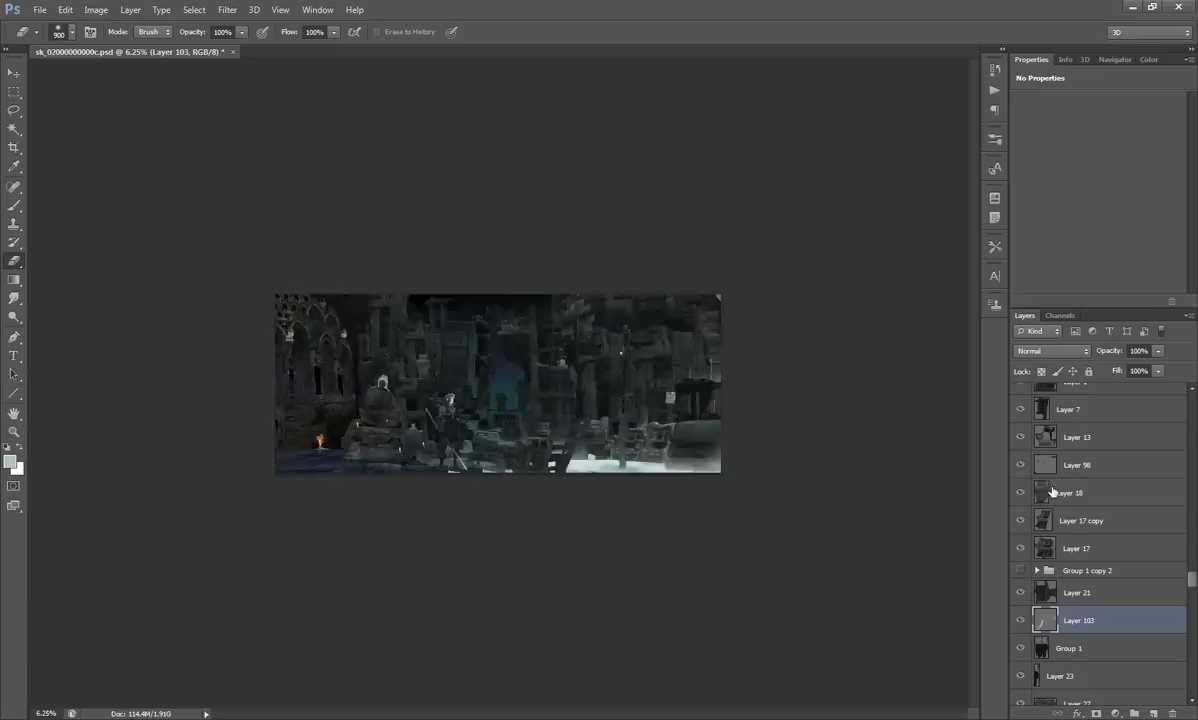 Ps File Edit Image Layer Type Select Filter 3D View Window Help
900 Mode: Brush Opacity: 100% Flow: 100% Erase to History 3D
sk_02000000000c.psd @ 6.25% (Layer 103, RGB/8) * ×
Properties Info 3D Navigator Color
No Properties
Layers Channels
Kind
Normal Opacity: 100%
Lock: Fill: 100%
Layer 7
Layer 13
Layer 98
Layer 18
Layer 17 copy
Layer 17
Group 1 copy 2
Layer 21
Layer 103
Group 1
Layer 23
6.25% Doc: 114.4M/1.91G